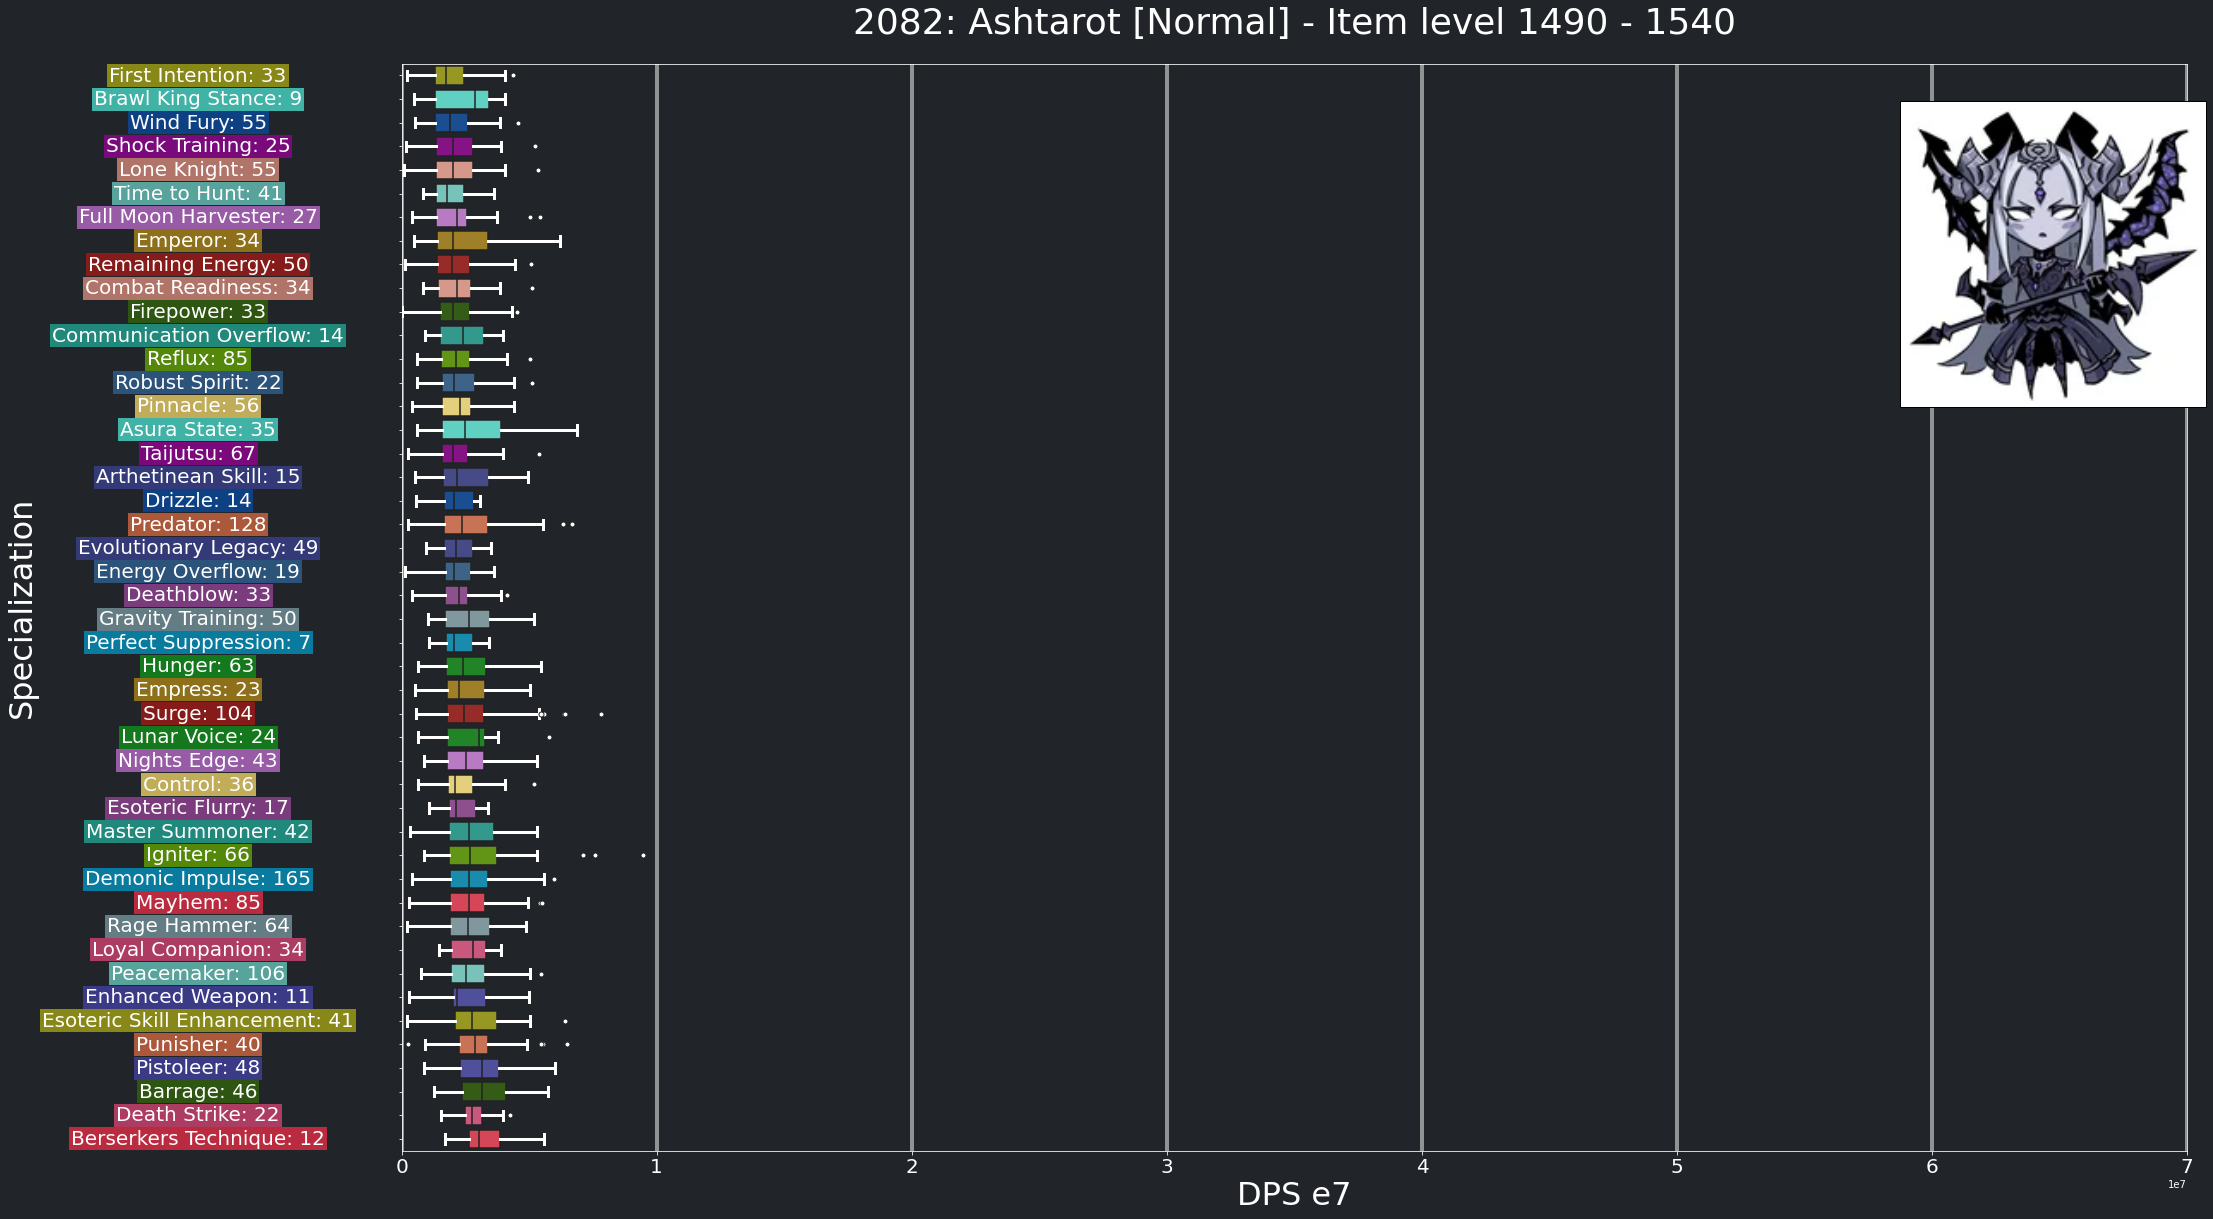 2082: Ashtarot [Normal] - Item level 1490 - 1540
Specialization
First Intention: 33
Brawl King Stance: 9
Wind Fury: 55
Shock Training: 25
Lone Knight: 55
Time to Hunt: 41
Full Moon Harvester: 27
Emperor: 34
Remaining Energy: 50
Combat Readiness: 34
Firepower: 33
Communication Overflow: 14
Reflux: 85
Robust Spirit: 22
Pinnacle: 56
Asura State: 35
Taijutsu: 67
Arthetinean Skill: 15
Drizzle: 14
Predator: 128
Evolutionary Legacy: 49
Energy Overflow: 19
Deathblow: 33
Gravity Training: 50
Perfect Suppression: 7
Hunger: 63
Empress: 23
Surge: 104
Lunar Voice: 24
Nights Edge: 43
Control: 36
Esoteric Flurry: 17
Master Summoner: 42
Igniter: 66
Demonic Impulse: 165
Mayhem: 85
Rage Hammer: 64
Loyal Companion: 34
Peacemaker: 106
Enhanced Weapon: 11
Esoteric Skill Enhancement: 41
Punisher: 40
Pistoleer: 48
Barrage: 46
Death Strike: 22
Berserkers Technique: 12
0 1 2 3 4 5 6 7
1e7
DPS e7